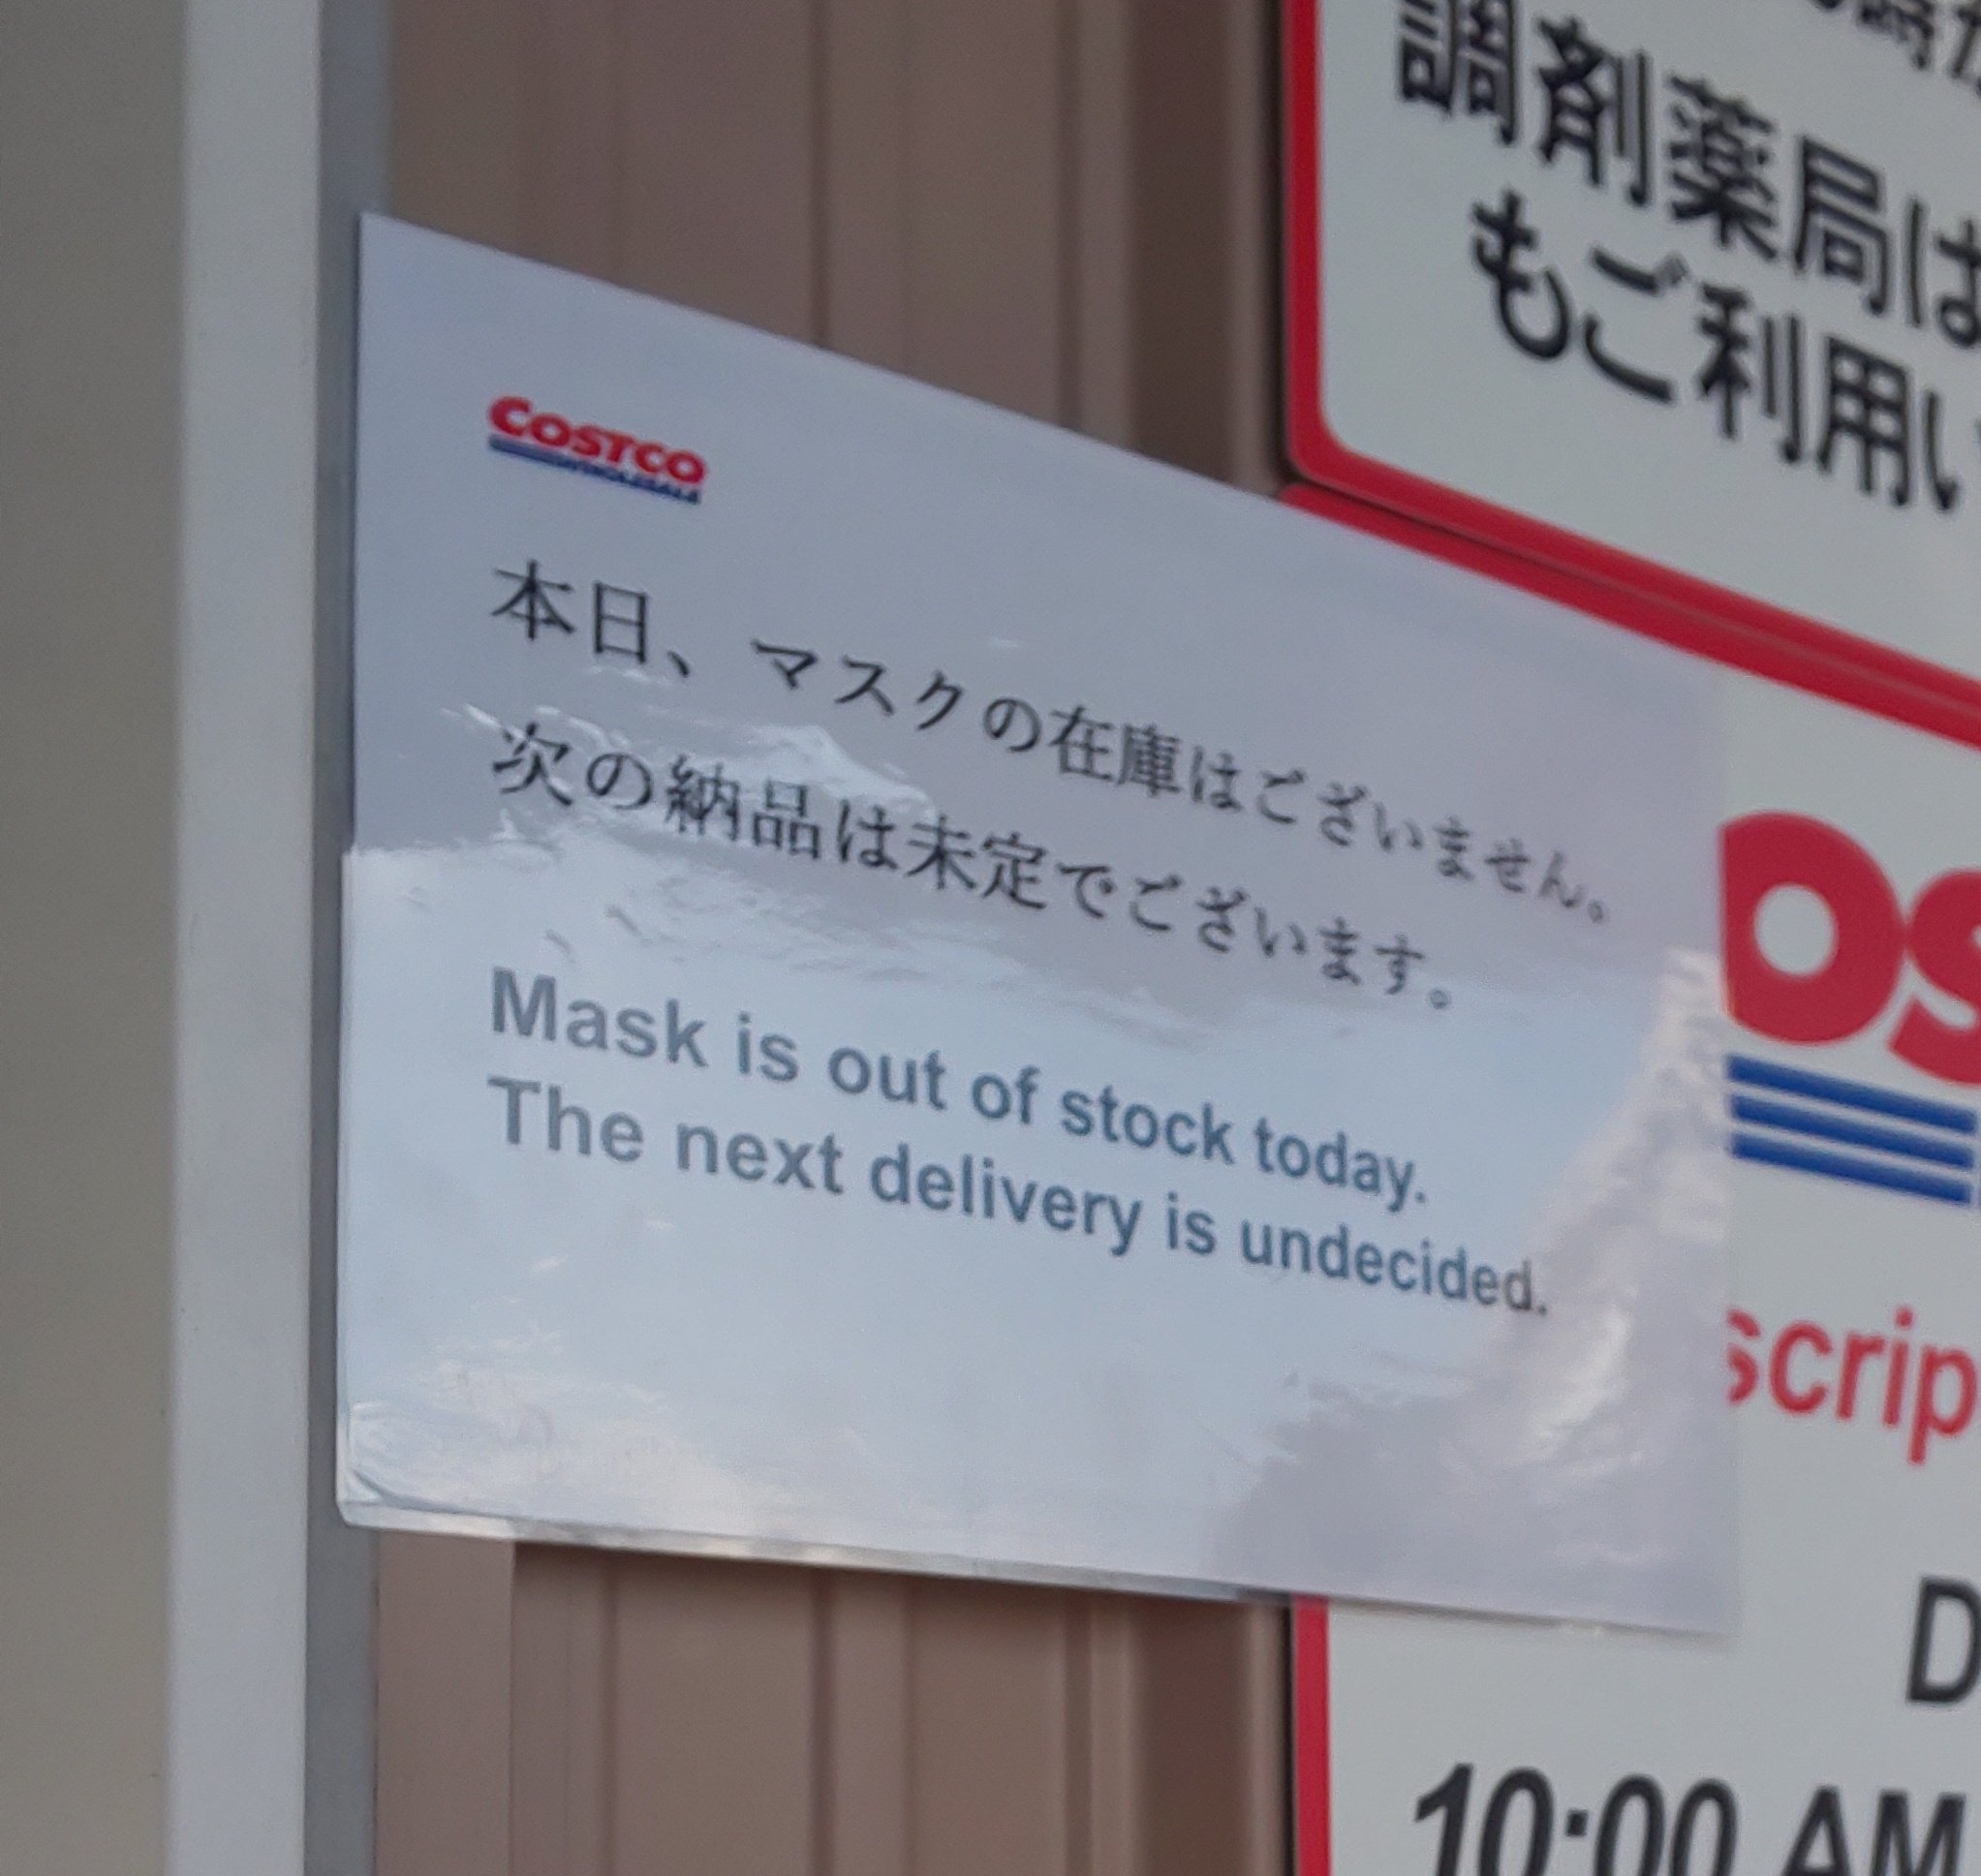 調剤薬局は
もご利用い
COSTCO
WHOLESALE
本日、マスクの在庫はございません。
次の納品は未定でございます。
Mask is out of stock today.
The next delivery is undecided.
OS
scrip
D
10:00 AM